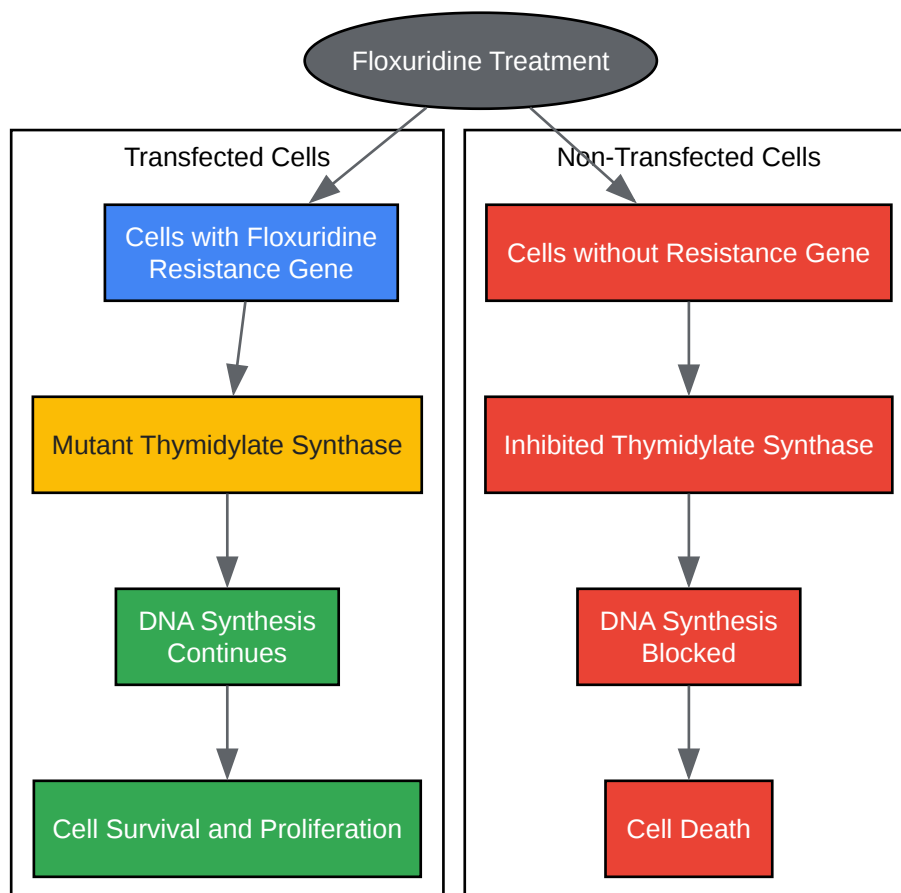 Floxuridine Treatment
Transfected Cells
Cells with Floxuridine
Resistance Gene
Mutant Thymidylate Synthase
DNA Synthesis
Continues
Cell Survival and Proliferation
Non-Transfected Cells
Cells without Resistance Gene
Inhibited Thymidylate Synthase
DNA Synthesis
Blocked
Cell Death